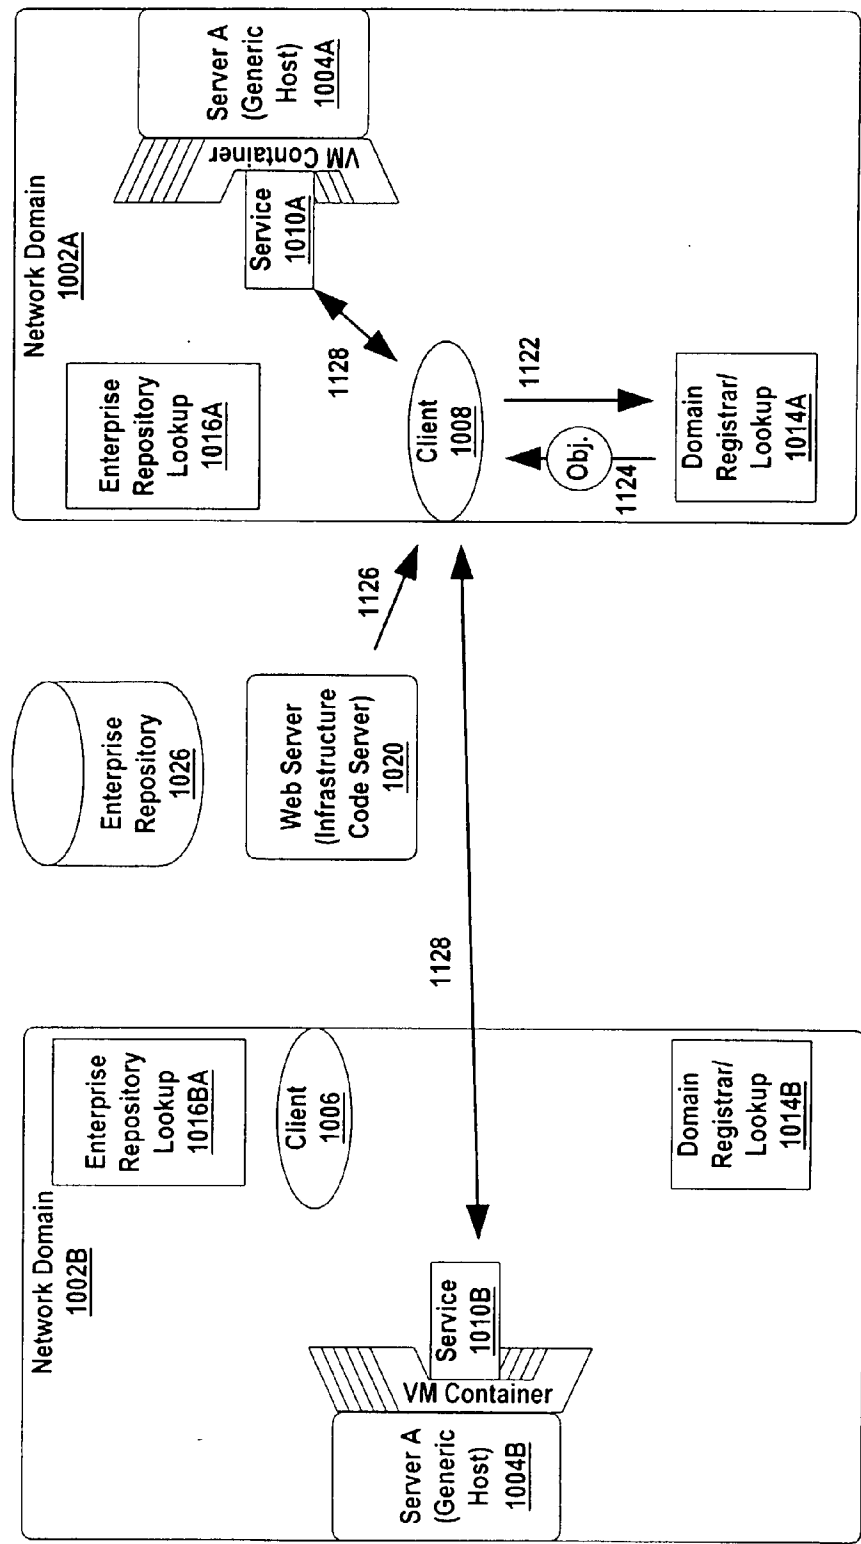 Network Domain
1002B
Enterprise
Repository
Lookup
1016BA
Client
1006
Server A
(Generic
Host)
1004B
VM Container
Service
1010B
Domain
Registrar/
Lookup
1014B
Enterprise
Repository
1026
Web Server
(Infrastructure
Code Server)
1020
1126
1128
Network Domain
1002A
Enterprise
Repository
Lookup
1016A
Server A
(Generic
Host)
1004A
VM Container
Service
1010A
1128
Client
1008
1122
Obj.
1124
Domain
Registrar/
Lookup
1014A